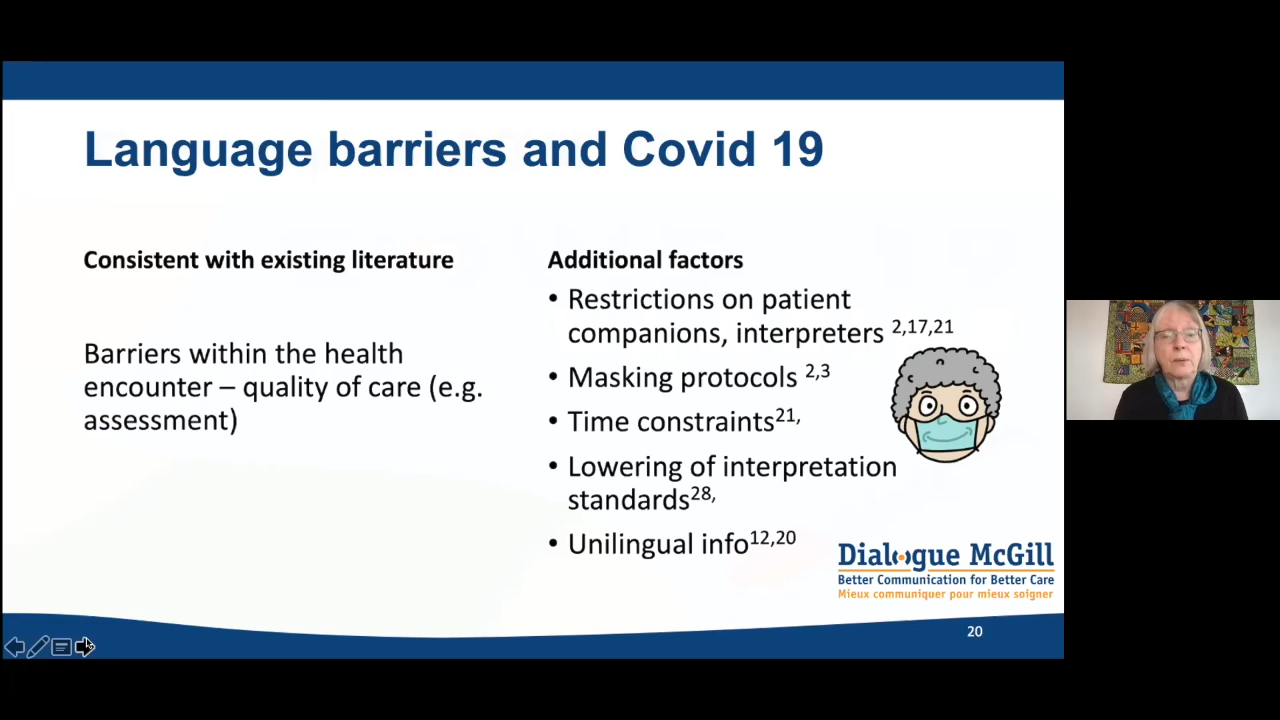 Language barriers and Covid 19
Consistent with existing literature
Barriers within the health
encounter – quality of care (e.g.
assessment)
Additional factors
• Restrictions on patient
companions, interpreters 2,17,21
• Masking protocols 2,3
• Time constraints21,
• Lowering of interpretation
standards28,
• Unilingual info12,20
Dialogue McGill
Better Communication for Better Care
Mieux communiquer pour mieux soigner
20